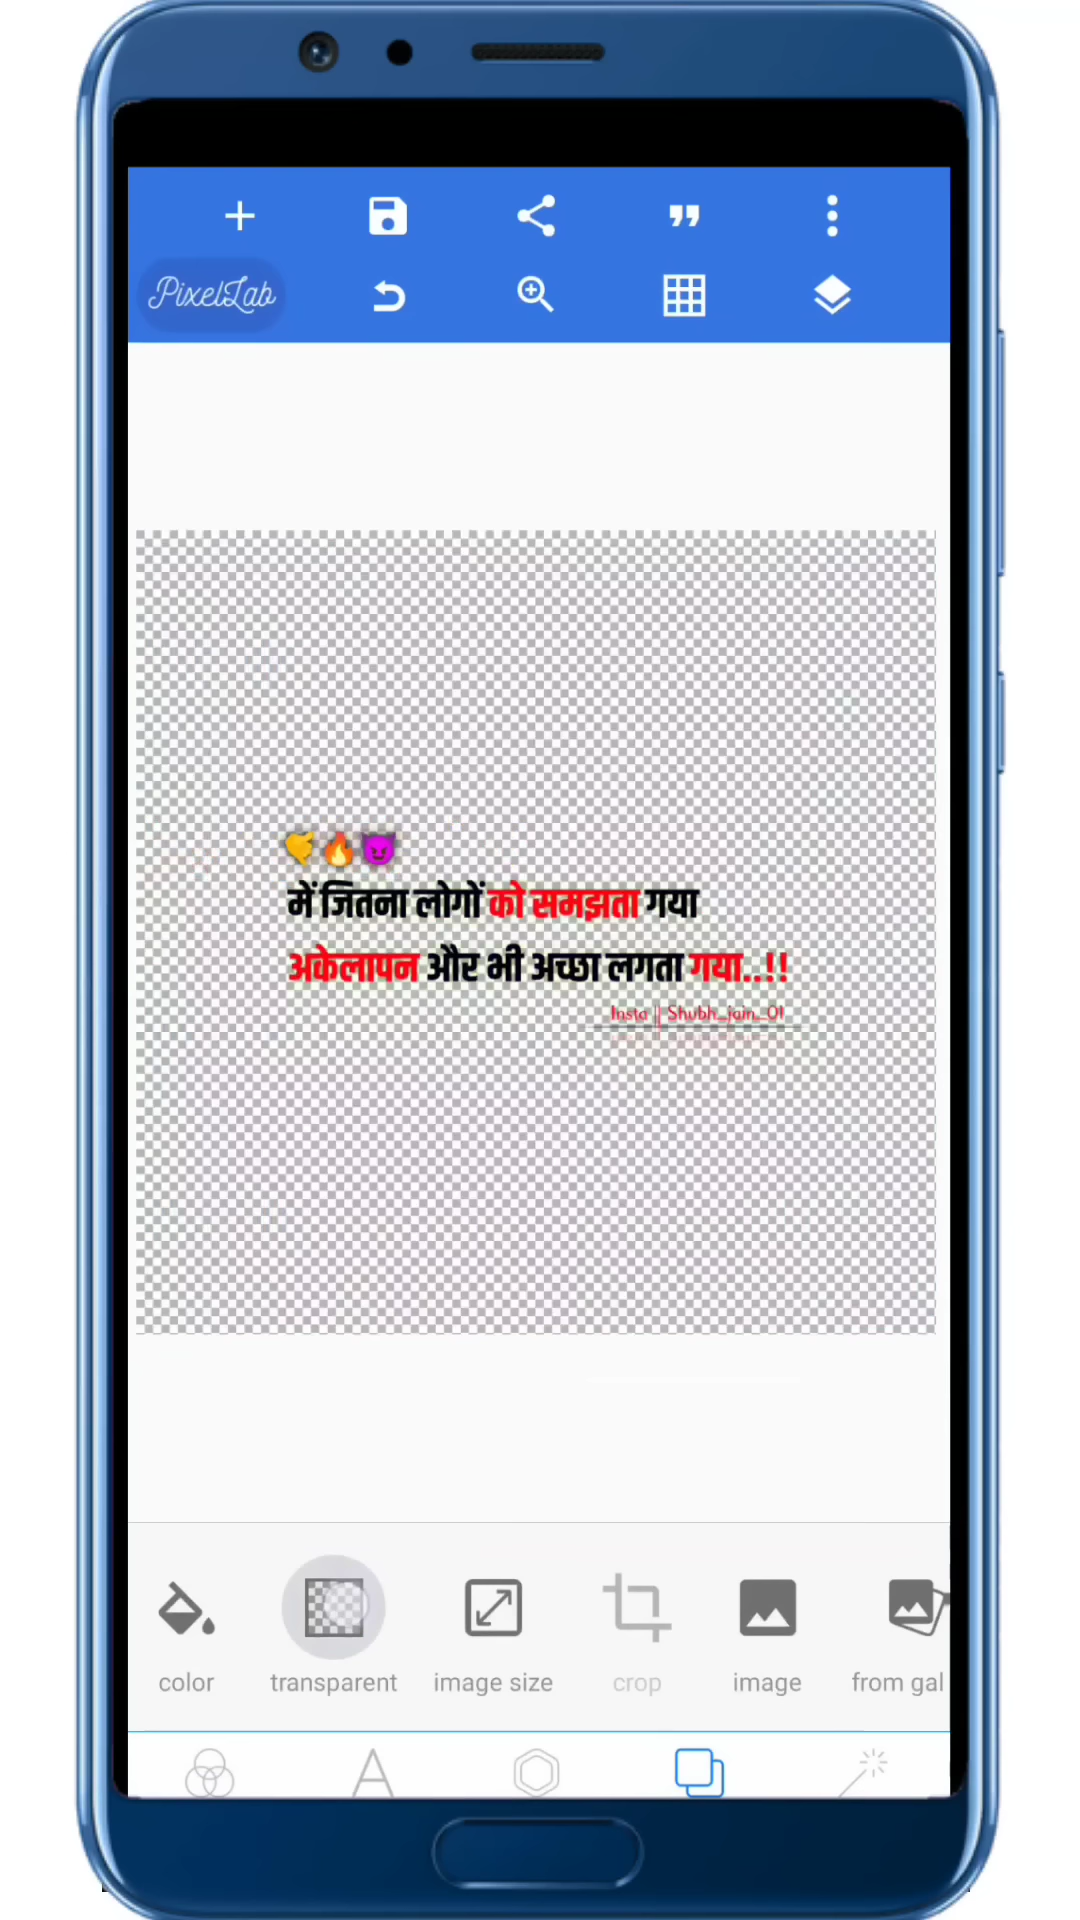 PixelLab
🤙🔥😈
में जितना लोगों को समझता गया
अकेलापन और भी अच्छा लगता गया..!!
Insta || Shubh_jain_01
color
transparent
image size
crop
image
from gal